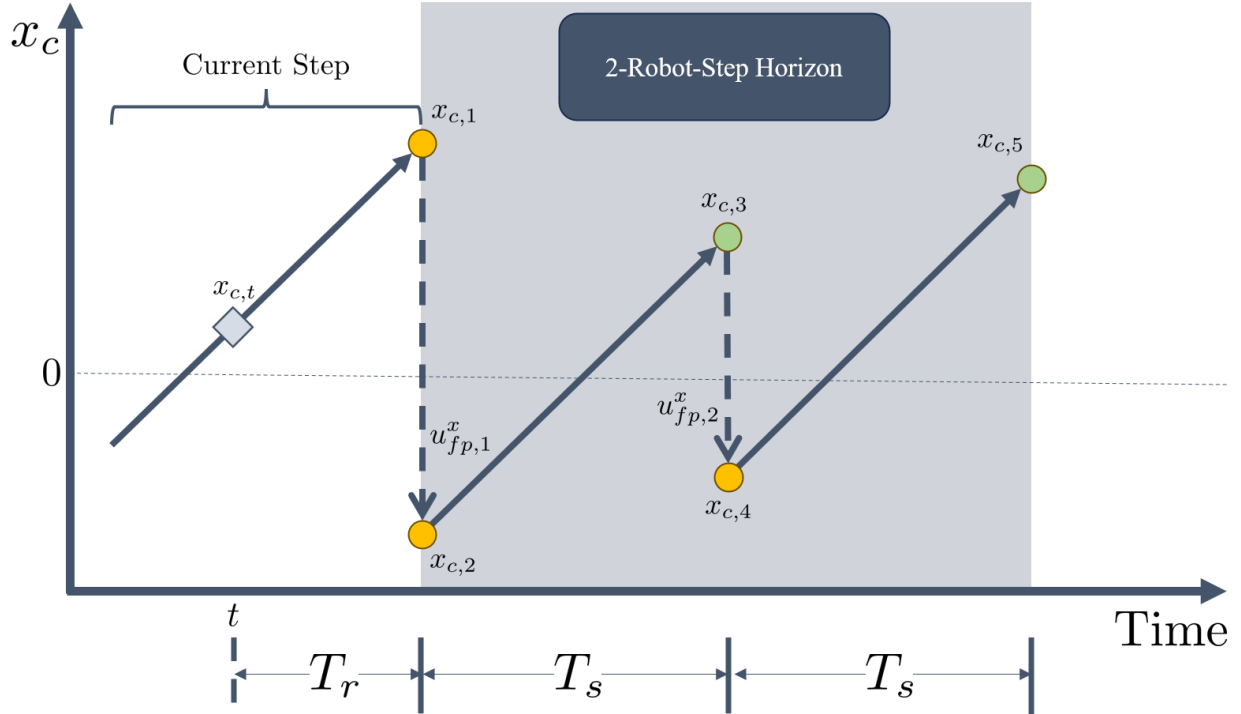 x_c
Current Step
2-Robot-Step Horizon
x_{c,1}
x_{c,5}
x_{c,3}
x_{c,t}
0
u^x_{fp,1}
u^x_{fp,2}
x_{c,4}
x_{c,2}
t
Time
T_r
T_s
T_s